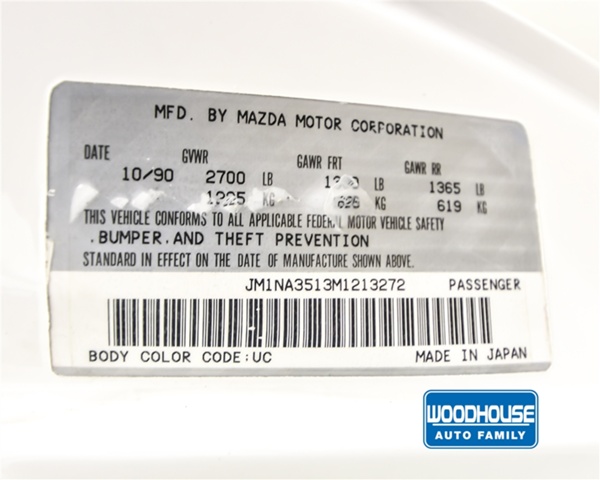 MFD. BY MAZDA MOTOR CORPORATION
DATE GVWR GAWR FRT GAWR RR
10/90 2700 LB LB 1365 LB
1225 KG 626 KG 619 KG
THIS VEHICLE CONFORMS TO ALL APPLICABLE FEDERAL MOTOR VEHICLE SAFETY
.BUMPER.AND THEFT PREVENTION
STANDARD IN EFFECT ON THE DATE OF MANUFACTURE SHOWN ABOVE.
JM1NA3513M1213272 PASSENGER
BODY COLOR CODE:UC MADE IN JAPAN
WOODHOUSE
AUTO FAMILY